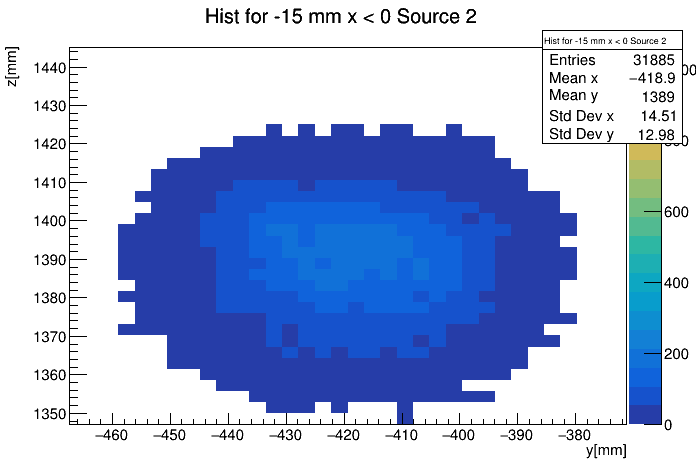 Hist for -15 mm x < 0 Source 2
z[mm]
1440
1430
1420
1410
1400
1390
1380
1370
1360
1350
−460 −450 −440 −430 −420 −410 −400 −390 −380
y[mm]
Hist for -15 mm x < 0 Source 2
Entries 31885
Mean x −418.9
Mean y 1389
Std Dev x 14.51
Std Dev y 12.98
600
400
200
0